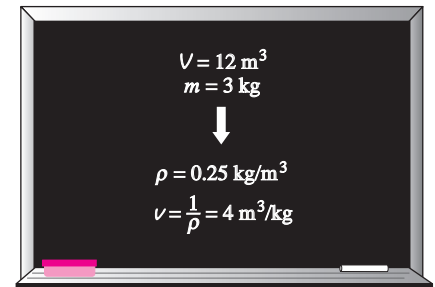 V = 12 m³
m = 3 kg
ρ = 0.25 kg/m³
v = 1/ρ = 4 m³/kg